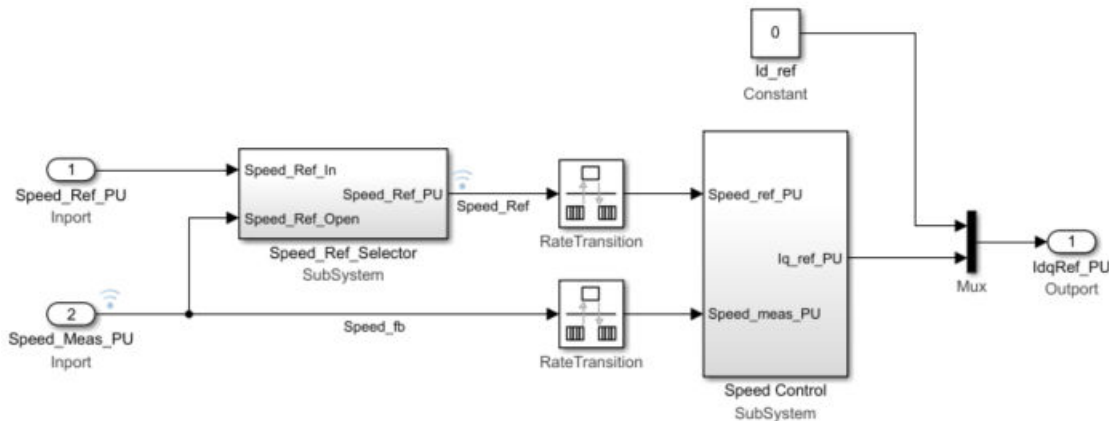 0
Id_ref
Constant
1
Speed_Ref_PU
Inport
Speed_Ref_In
Speed_Ref_PU
Speed_Ref_Open
Speed_Ref_Selector
SubSystem
Speed_Ref
RateTransition
2
Speed_Meas_PU
Inport
Speed_fb
RateTransition
Speed_ref_PU
Iq_ref_PU
Speed_meas_PU
Speed Control
SubSystem
Mux
1
IdqRef_PU
Outport